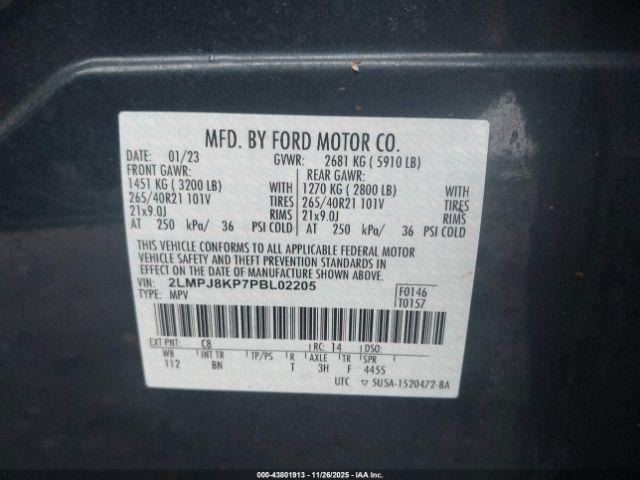 MFD. BY FORD MOTOR CO.
DATE: 01/23 GVWR: 2681 KG ( 5910 LB)
FRONT GAWR: REAR GAWR:
1451 KG ( 3200 LB) WITH 1270 KG ( 2800 LB) WITH
265/40R21 101V TIRES 265/40R21 101V TIRES
21x9.0J RIMS 21x9.0J RIMS
AT 250 kPa/ 36 PSI COLD AT 250 kPa/ 36 PSI COLD
THIS VEHICLE CONFORMS TO ALL APPLICABLE FEDERAL MOTOR
VEHICLE SAFETY AND THEFT PREVENTION STANDARDS IN
EFFECT ON THE DATE OF MANUFACTURE SHOWN ABOVE.
VIN: 2LMPJ8KP7PBL02205 F0146
TYPE: MPV T0157
EXT PNT: C8 RC: 14 DSO:
WB INT TR TP/PS R AXLE TR SPR
112 BN T 3H F 4455
UTC ▽ 5U5A-1520472-BA
000-43801913 - 11/26/2025 - IAAI.COM